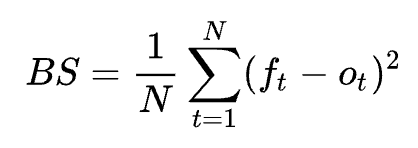 BS = \frac{1}{N} \sum_{t=1}^{N} (f_t - o_t)^2